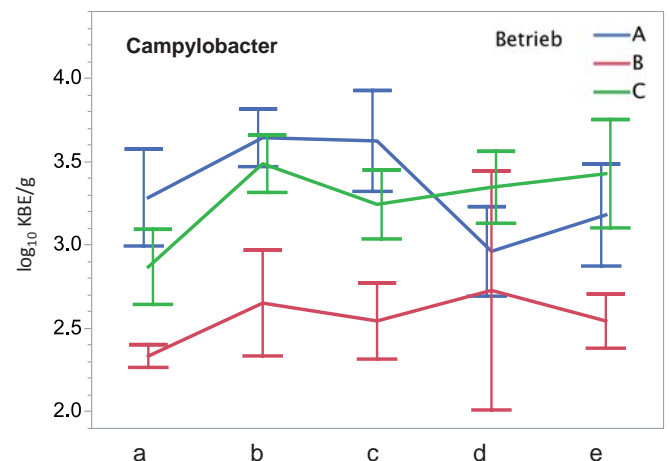 Campylobacter
Betrieb
A
B
C
log10 KBE/g
4.0
3.5
3.0
2.5
2.0
a b c d e